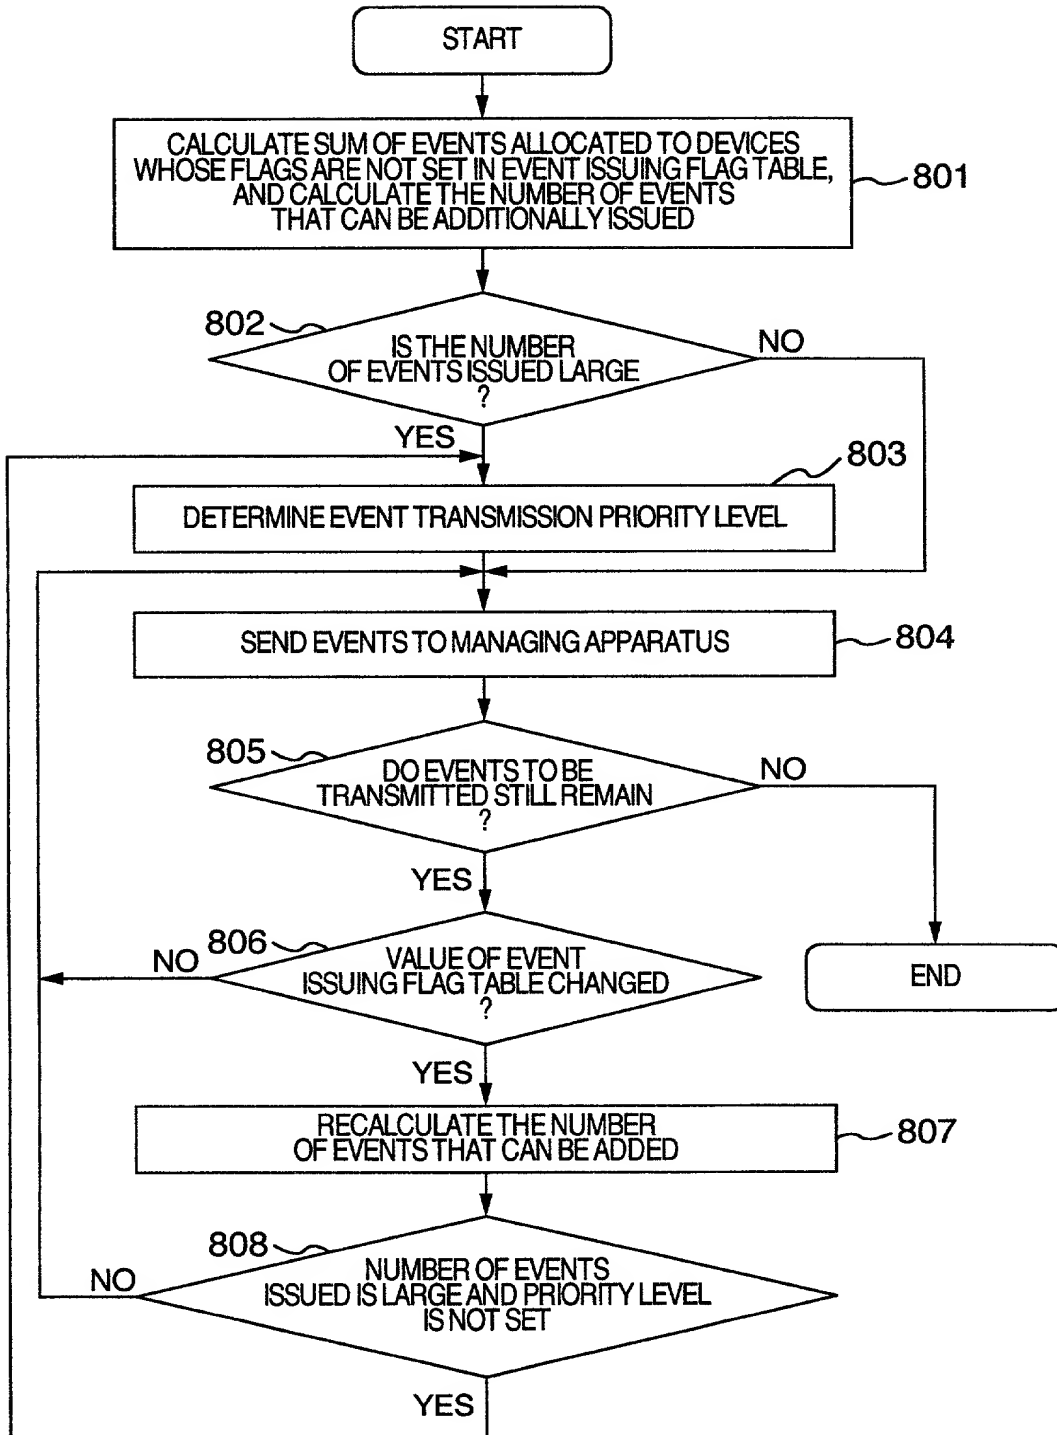 START
CALCULATE SUM OF EVENTS ALLOCATED TO DEVICES
WHOSE FLAGS ARE NOT SET IN EVENT ISSUING FLAG TABLE,
AND CALCULATE THE NUMBER OF EVENTS
THAT CAN BE ADDITIONALLY ISSUED
801
802
IS THE NUMBER
OF EVENTS ISSUED LARGE
?
NO
YES
803
DETERMINE EVENT TRANSMISSION PRIORITY LEVEL
SEND EVENTS TO MANAGING APPARATUS
804
805
DO EVENTS TO BE
TRANSMITTED STILL REMAIN
?
NO
YES
806
NO
VALUE OF EVENT
ISSUING FLAG TABLE CHANGED
?
END
YES
RECALCULATE THE NUMBER
OF EVENTS THAT CAN BE ADDED
807
808
NO
NUMBER OF EVENTS
ISSUED IS LARGE AND PRIORITY LEVEL
IS NOT SET
YES